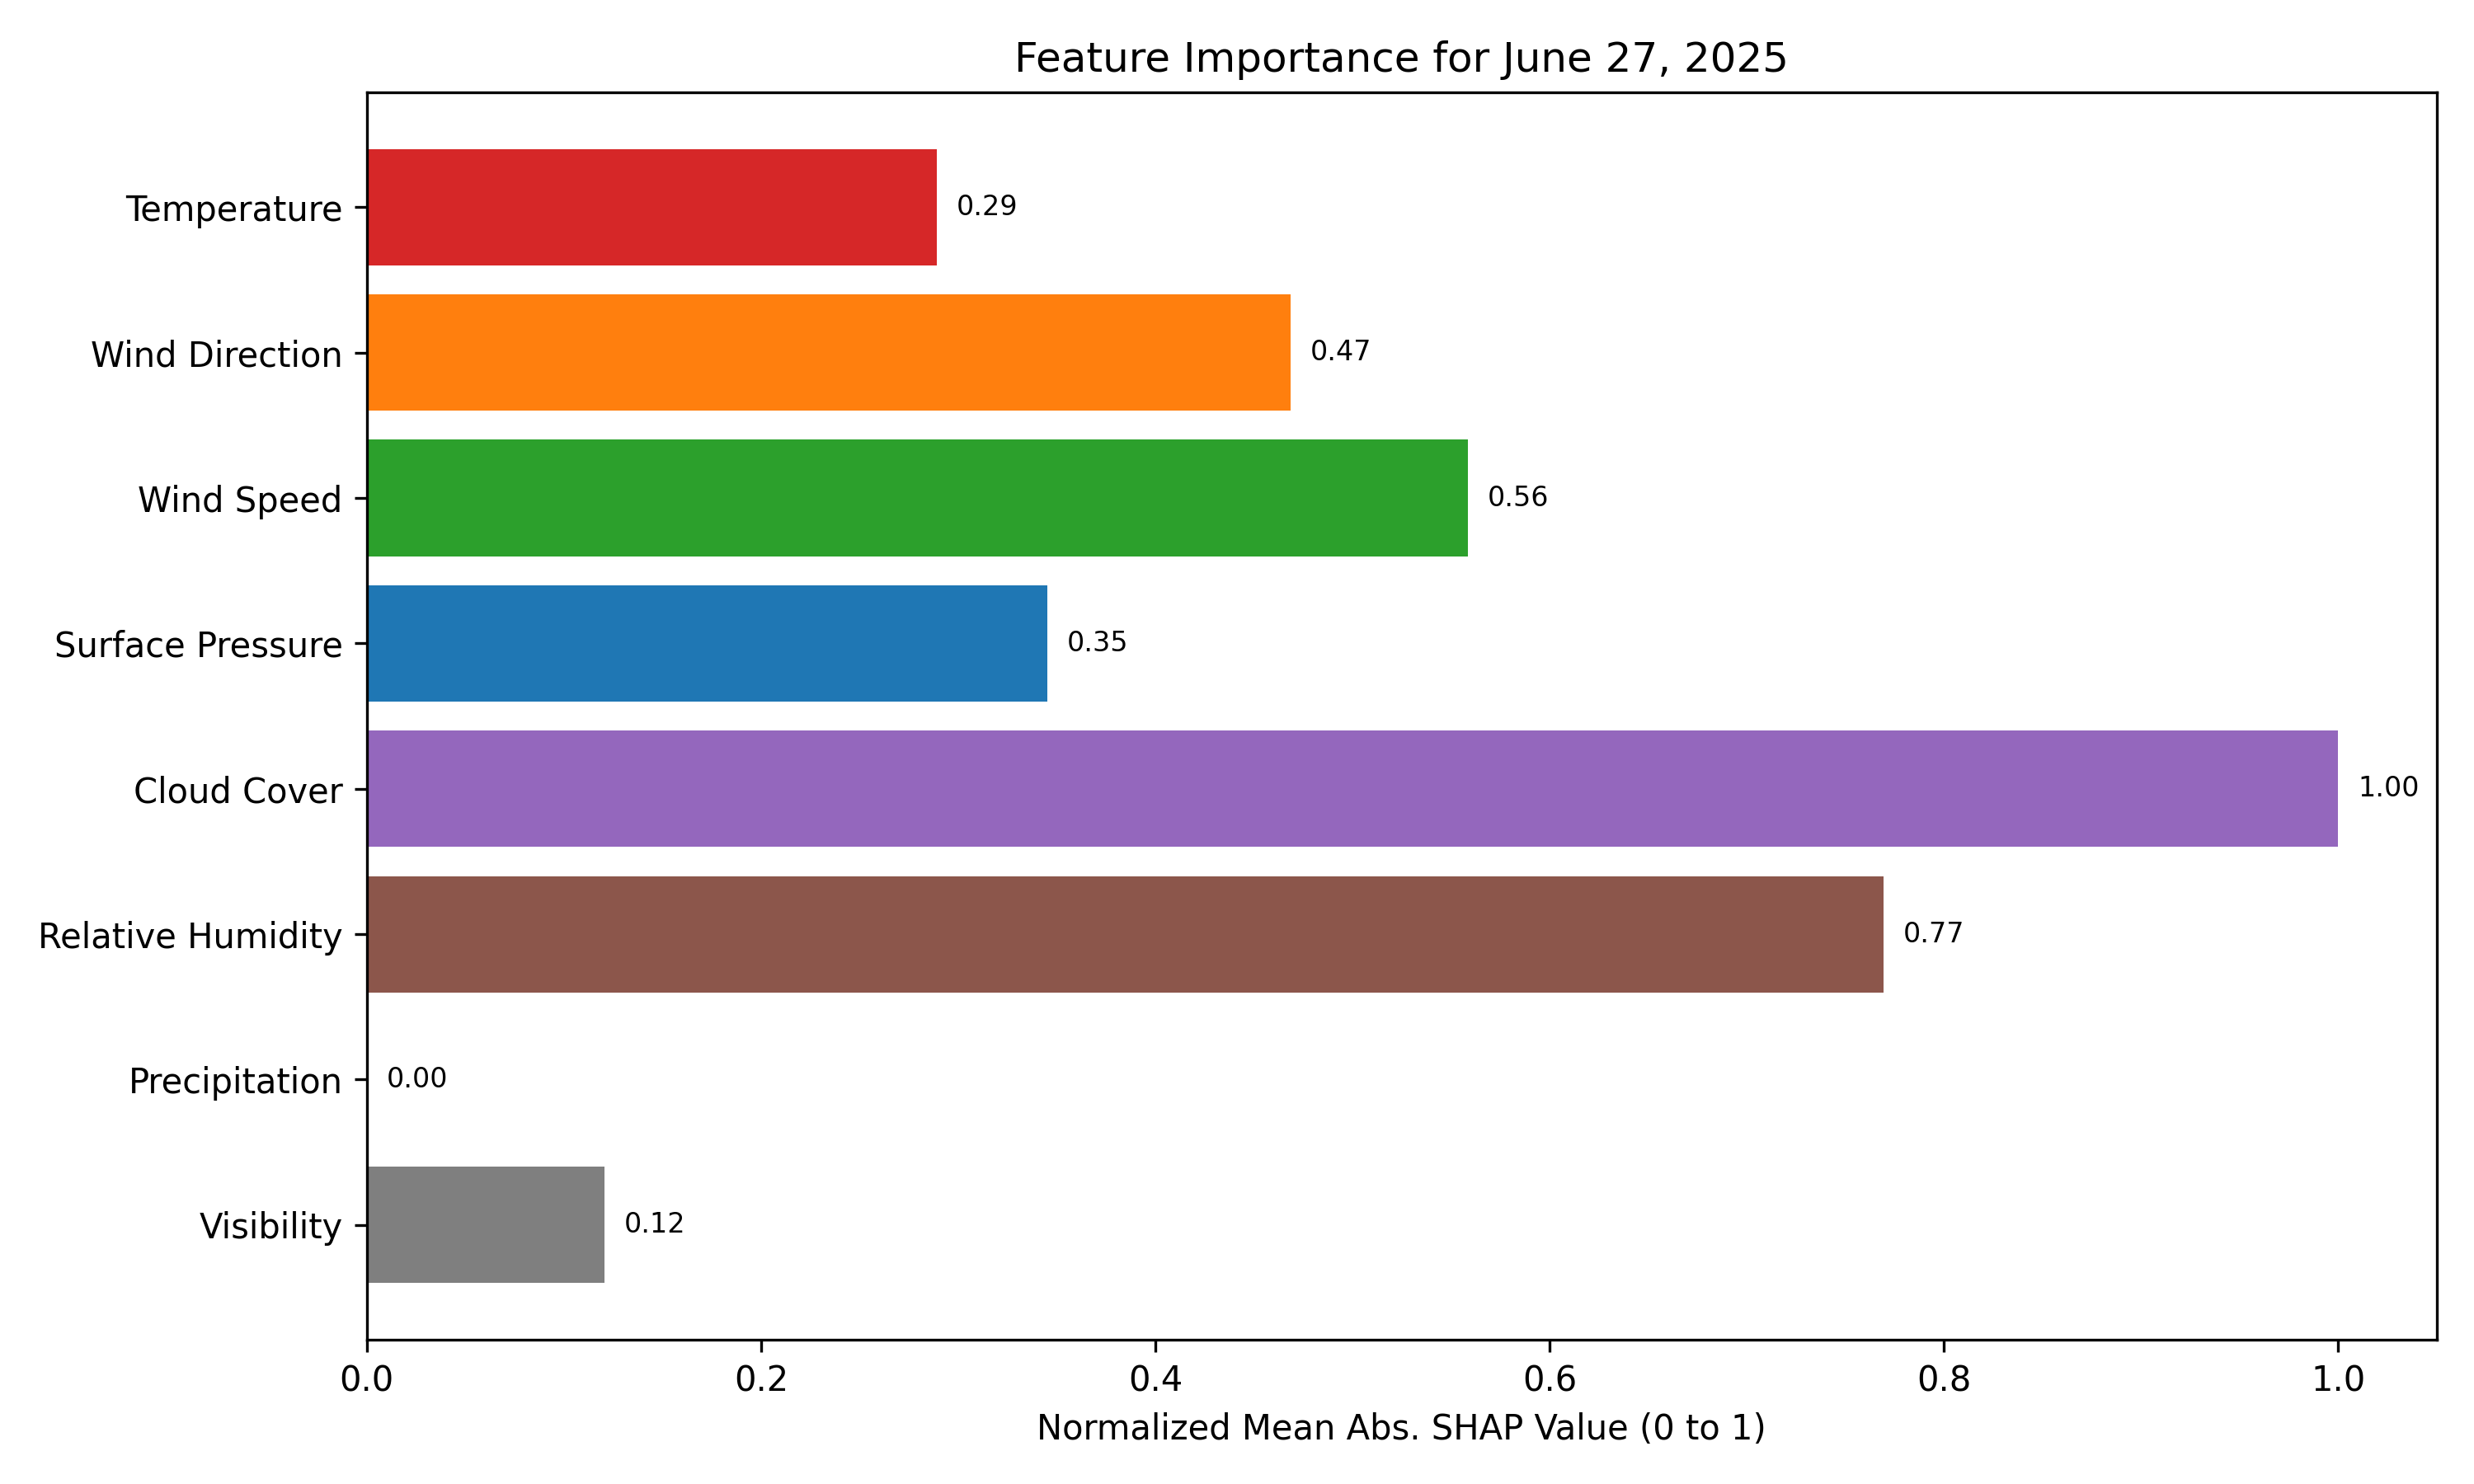 Feature Importance for June 27, 2025
Temperature 0.29
Wind Direction 0.47
Wind Speed 0.56
Surface Pressure 0.35
Cloud Cover 1.00
Relative Humidity 0.77
Precipitation 0.00
Visibility 0.12
0.0 0.2 0.4 0.6 0.8 1.0
Normalized Mean Abs. SHAP Value (0 to 1)